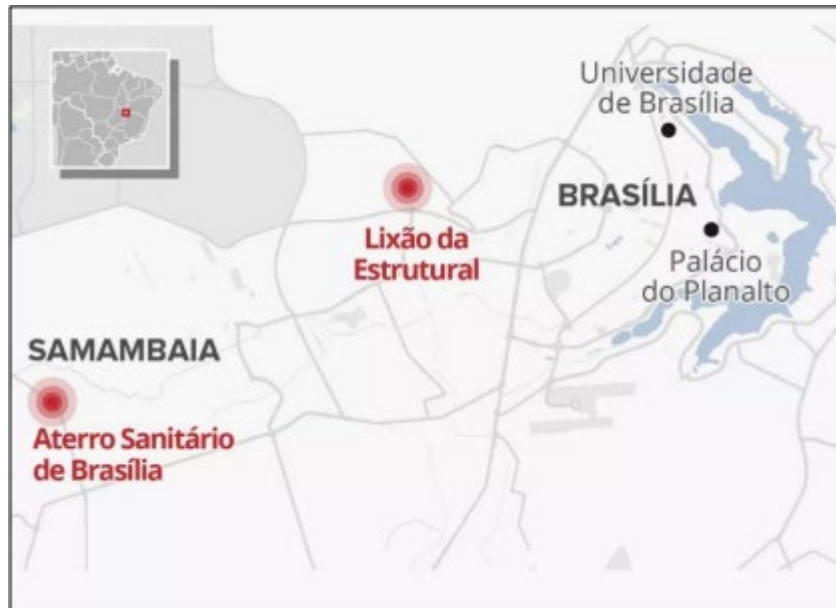 Universidade
de Brasília
BRASÍLIA
Lixão da
Estrutural
Palácio
do Planalto
SAMAMBAIA
Aterro Sanitário
de Brasília